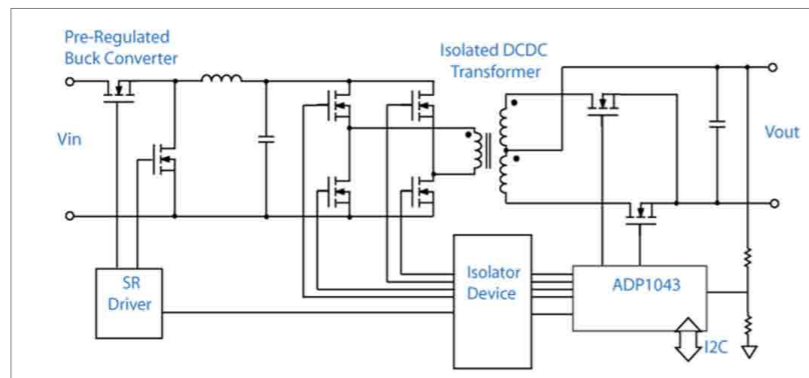 Pre-Regulated
Buck Converter
Isolated DCDC
Transformer
Vin
Vout
SR
Driver
Isolator
Device
ADP1043
I2C